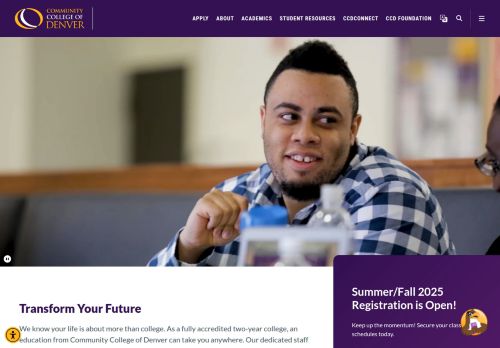 COMMUNITY
COLLEGE OF
DENVER
APPLY ABOUT ACADEMICS STUDENT RESOURCES CCDCONNECT CCD FOUNDATION
Transform Your Future
We know your life is about more than college. As a fully accredited two-year college, an
education from Community College of Denver can take you anywhere. Our dedicated staff
Summer/Fall 2025
Registration is Open!
Keep up the momentum! Secure your class
schedules today.